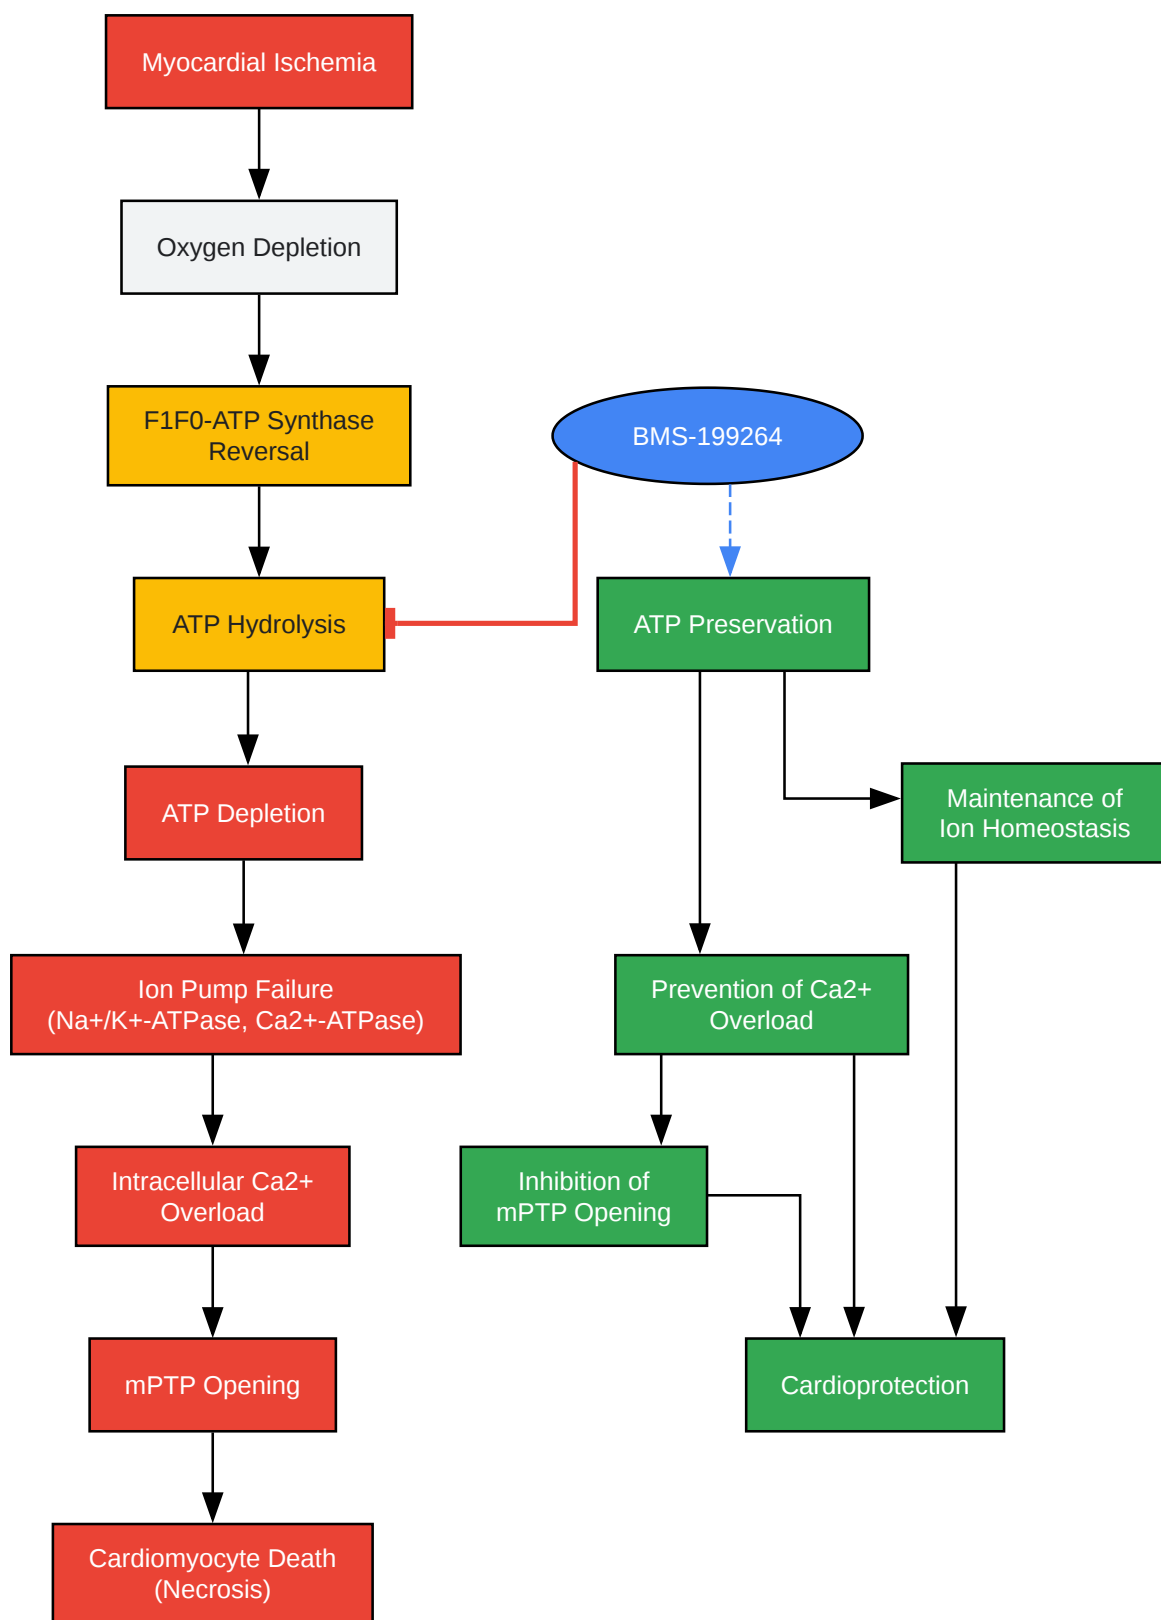 Myocardial Ischemia
Oxygen Depletion
F1F0-ATP Synthase
Reversal
BMS-199264
ATP Hydrolysis
ATP Preservation
ATP Depletion
Maintenance of
Ion Homeostasis
Ion Pump Failure
(Na+/K+-ATPase, Ca2+-ATPase)
Prevention of Ca2+
Overload
Intracellular Ca2+
Overload
Inhibition of
mPTP Opening
mPTP Opening
Cardioprotection
Cardiomyocyte Death
(Necrosis)